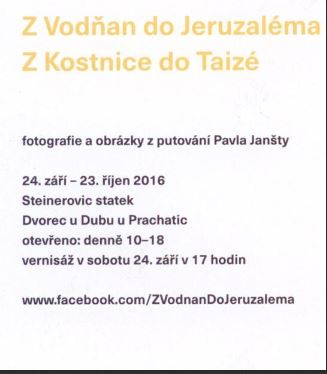 Z Vodňan do Jeruzaléma
Z Kostnice do Taizé
fotografie a obrázky z putování Pavla Janšty
24. září – 23. říjen 2016
Steinerovic statek
Dvorec u Dubu u Prachatic
otevřeno: denně 10–18
vernisáž v sobotu 24. září v 17 hodin
www.facebook.com/ZVodnanDoJeruzalema